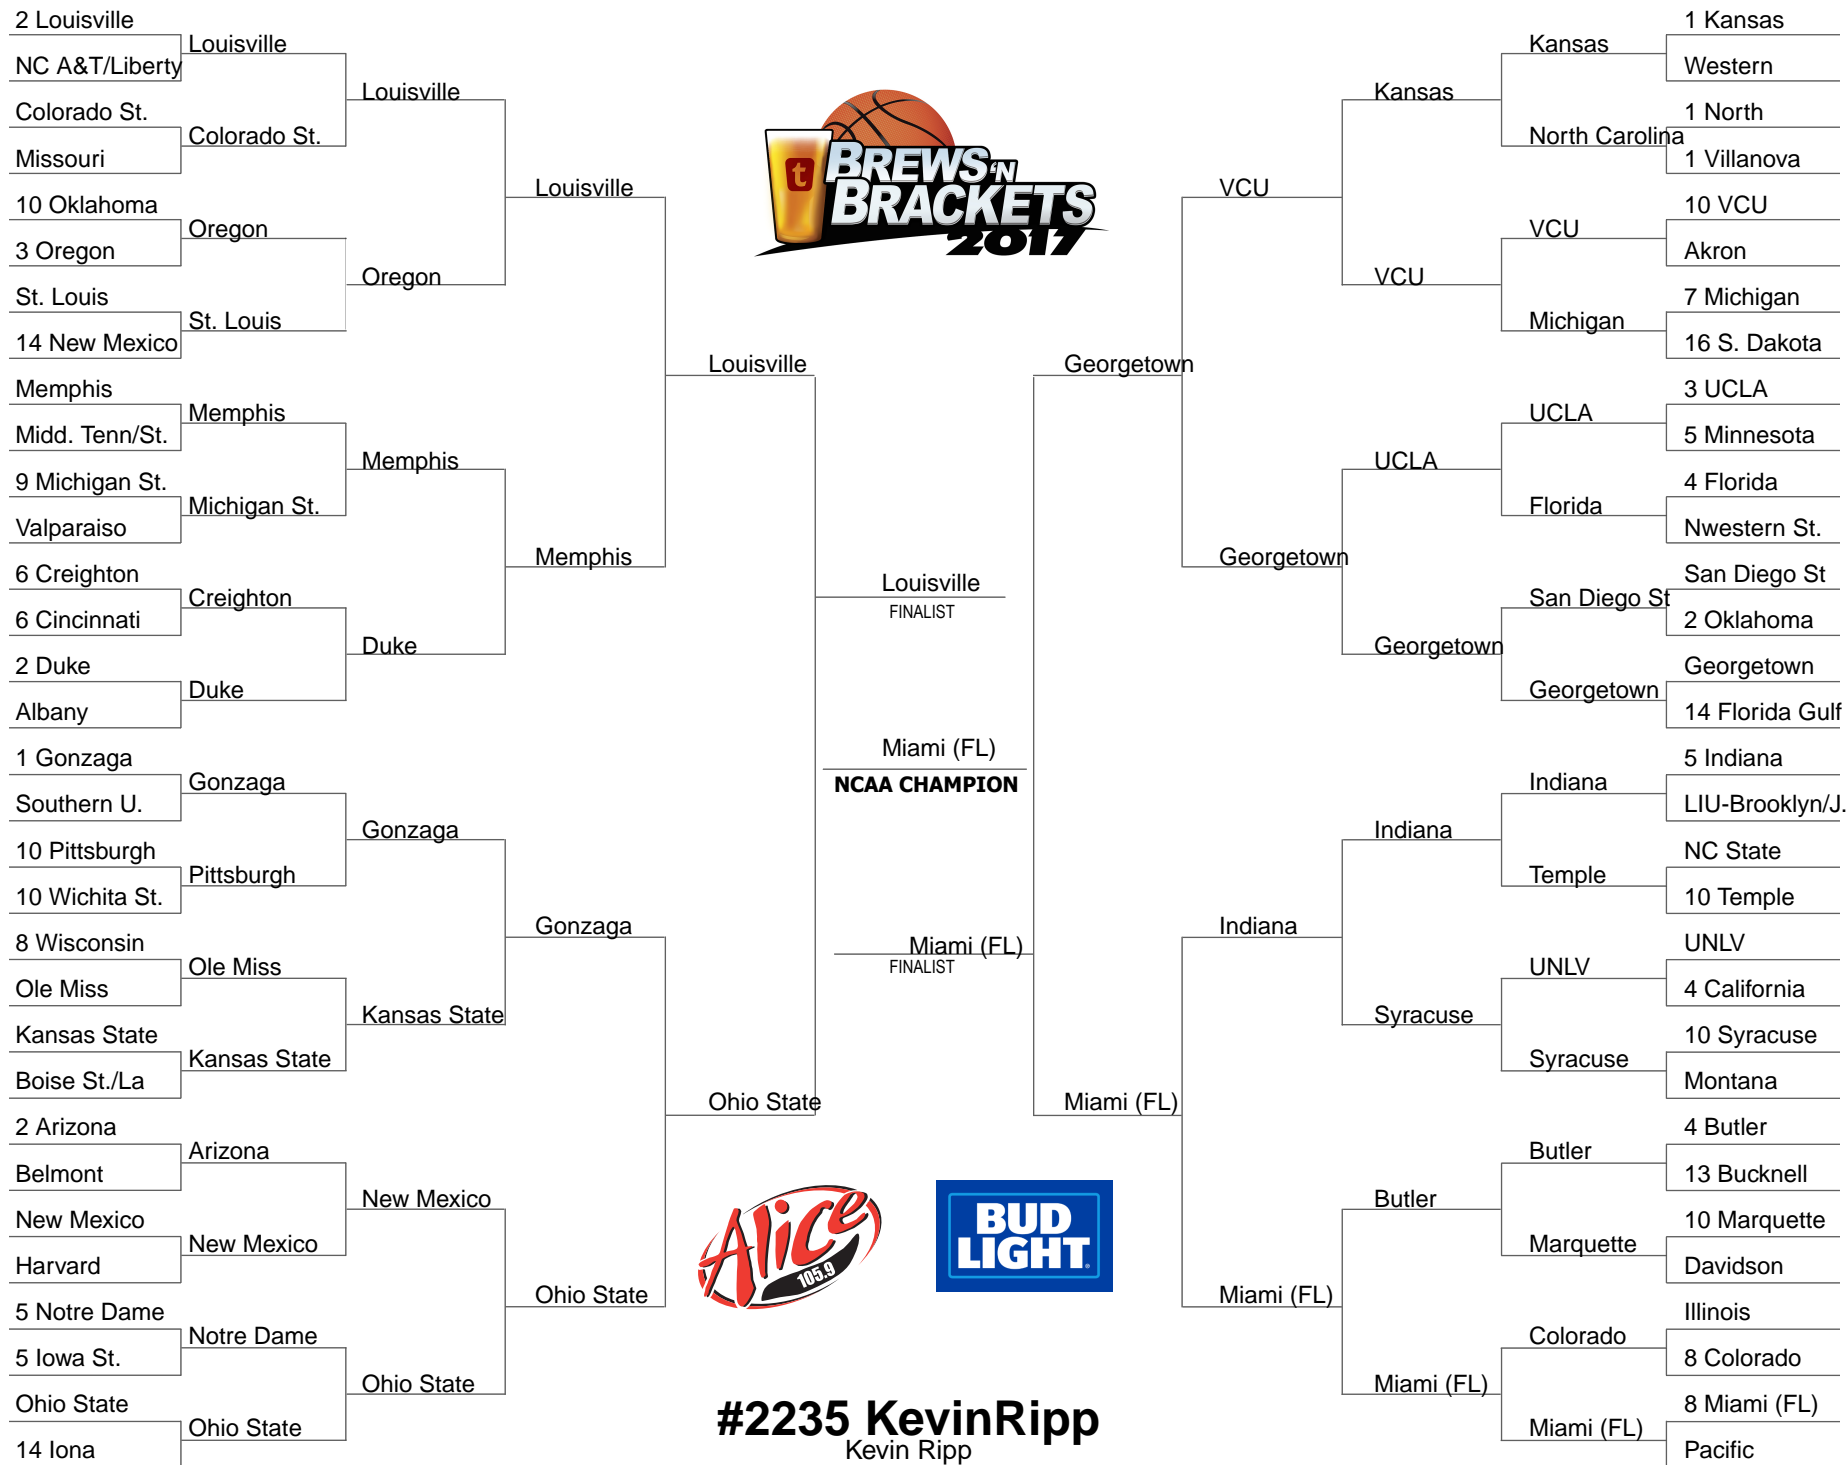 2 Louisville
NC A&T/Liberty
Colorado St.
Missouri
10 Oklahoma
3 Oregon
St. Louis
14 New Mexico
Memphis
Midd. Tenn/St.
9 Michigan St.
Valparaiso
6 Creighton
6 Cincinnati
2 Duke
Albany
1 Gonzaga
Southern U.
10 Pittsburgh
10 Wichita St.
8 Wisconsin
Ole Miss
Kansas State
Boise St./La
2 Arizona
Belmont
New Mexico
Harvard
5 Notre Dame
5 Iowa St.
Ohio State
14 Iona
Louisville
Colorado St.
Oregon
St. Louis
Memphis
Michigan St.
Creighton
Duke
Gonzaga
Pittsburgh
Ole Miss
Kansas State
Arizona
New Mexico
Notre Dame
Ohio State
Louisville
Oregon
Memphis
Duke
Gonzaga
Kansas State
New Mexico
Ohio State
Louisville
Memphis
Gonzaga
Ohio State
Louisville
Ohio State
t
BREWS 'N
BRACKETS
2017
Louisville
FINALIST
Miami (FL)
NCAA CHAMPION
Miami (FL)
FINALIST
Alice
105.9
BUD
LIGHT
#2235 KevinRipp
Kevin Ripp
Georgetown
Miami (FL)
VCU
Georgetown
Indiana
Miami (FL)
Kansas
VCU
UCLA
Georgetown
Indiana
Syracuse
Butler
Miami (FL)
Kansas
North Carolina
VCU
Michigan
UCLA
Florida
San Diego St
Georgetown
Indiana
Temple
UNLV
Syracuse
Butler
Marquette
Colorado
Miami (FL)
1 Kansas
Western
1 North
1 Villanova
10 VCU
Akron
7 Michigan
16 S. Dakota
3 UCLA
5 Minnesota
4 Florida
Nwestern St.
San Diego St
2 Oklahoma
Georgetown
14 Florida Gulf
5 Indiana
LIU-Brooklyn/J.
NC State
10 Temple
UNLV
4 California
10 Syracuse
Montana
4 Butler
13 Bucknell
10 Marquette
Davidson
Illinois
8 Colorado
8 Miami (FL)
Pacific